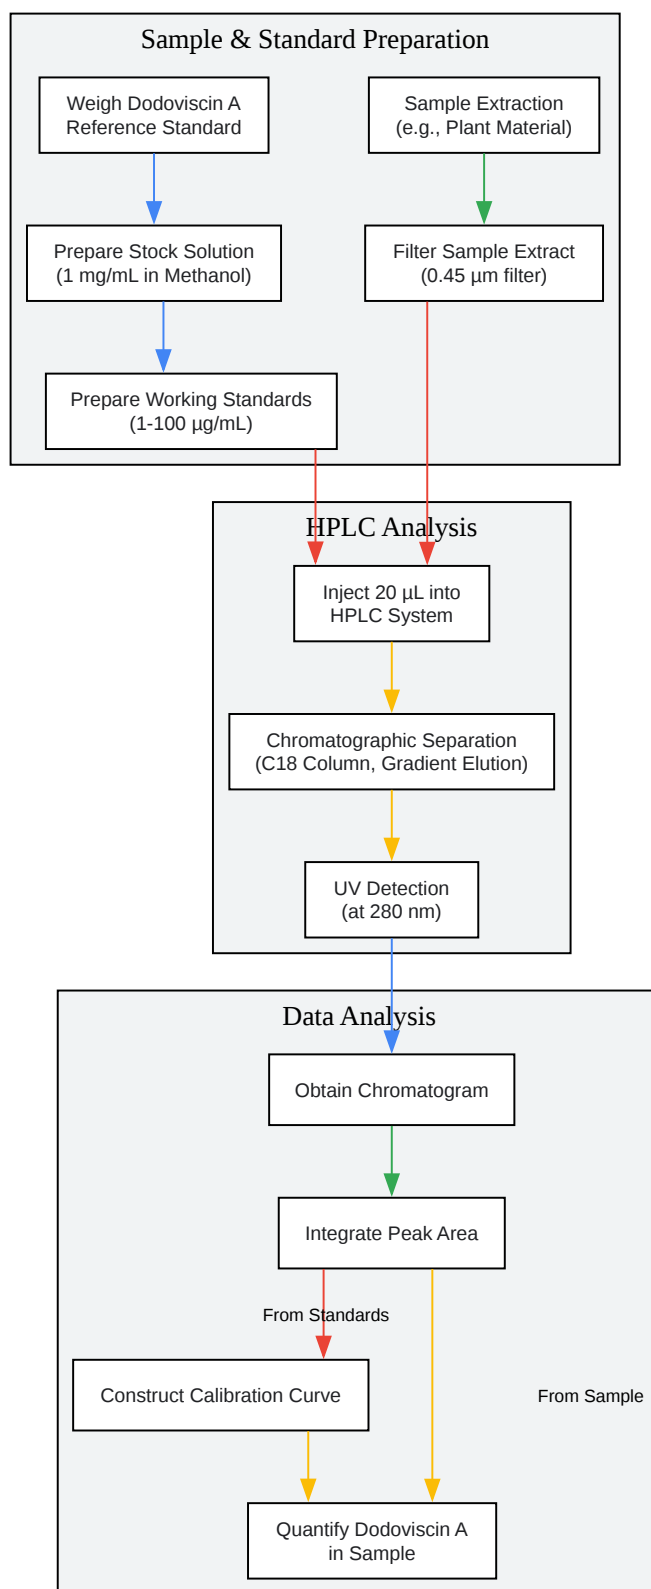 Sample & Standard Preparation
Weigh Dodoviscin A
Reference Standard
Sample Extraction
(e.g., Plant Material)
Prepare Stock Solution
(1 mg/mL in Methanol)
Filter Sample Extract
(0.45 µm filter)
Prepare Working Standards
(1-100 µg/mL)
HPLC Analysis
Inject 20 µL into
HPLC System
Chromatographic Separation
(C18 Column, Gradient Elution)
UV Detection
(at 280 nm)
Data Analysis
Obtain Chromatogram
Integrate Peak Area
From Standards
Construct Calibration Curve
From Sample
Quantify Dodoviscin A
in Sample